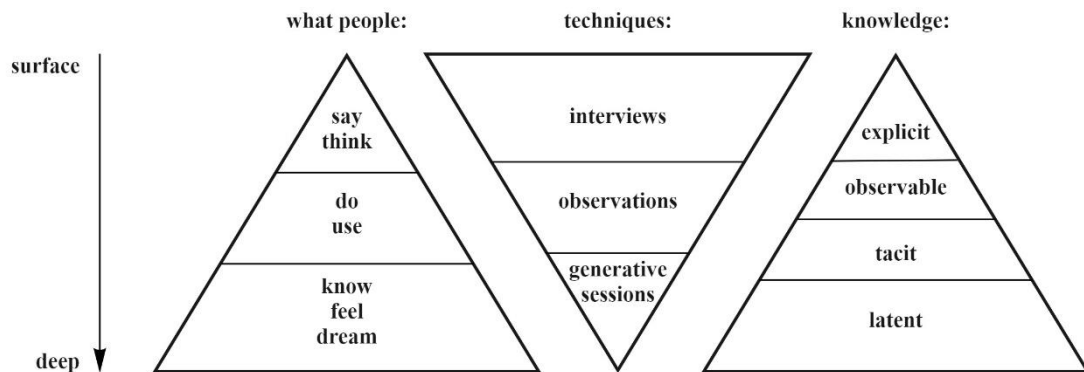 what people:
techniques:
knowledge:
surface
say
think
do
use
know
feel
dream
interviews
observations
generative
sessions
explicit
observable
tacit
latent
deep